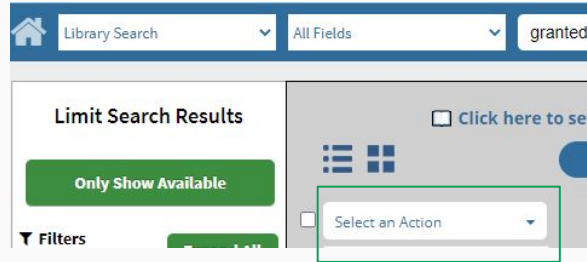 Library Search
All Fields
granted
Limit Search Results
Click here to se
Only Show Available
Select an Action
Filters